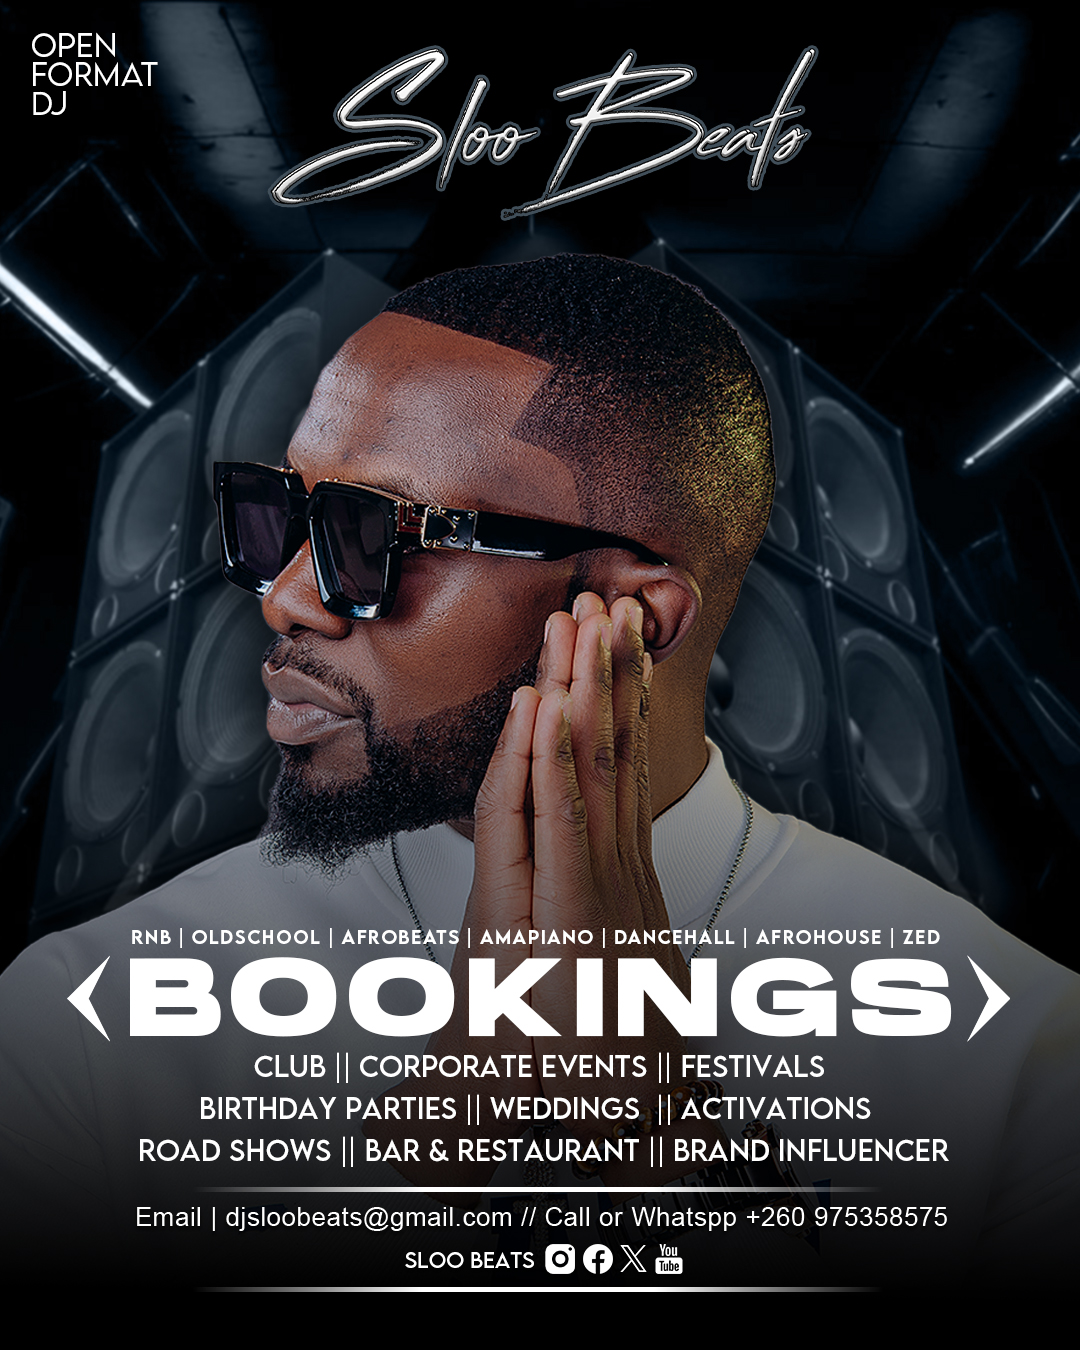 OPEN
FORMAT
DJ
Sloo Beats
RNB | OLDSCHOOL | AFROBEATS | AMAPIANO | DANCEHALL | AFROHOUSE | ZED
BOOKINGS
CLUB || CORPORATE EVENTS || FESTIVALS
BIRTHDAY PARTIES || WEDDINGS || ACTIVATIONS
ROAD SHOWS || BAR & RESTAURANT || BRAND INFLUENCER
Email | djsloobeats@gmail.com // Call or Whatspp +260 975358575
SLOO BEATS You Tube